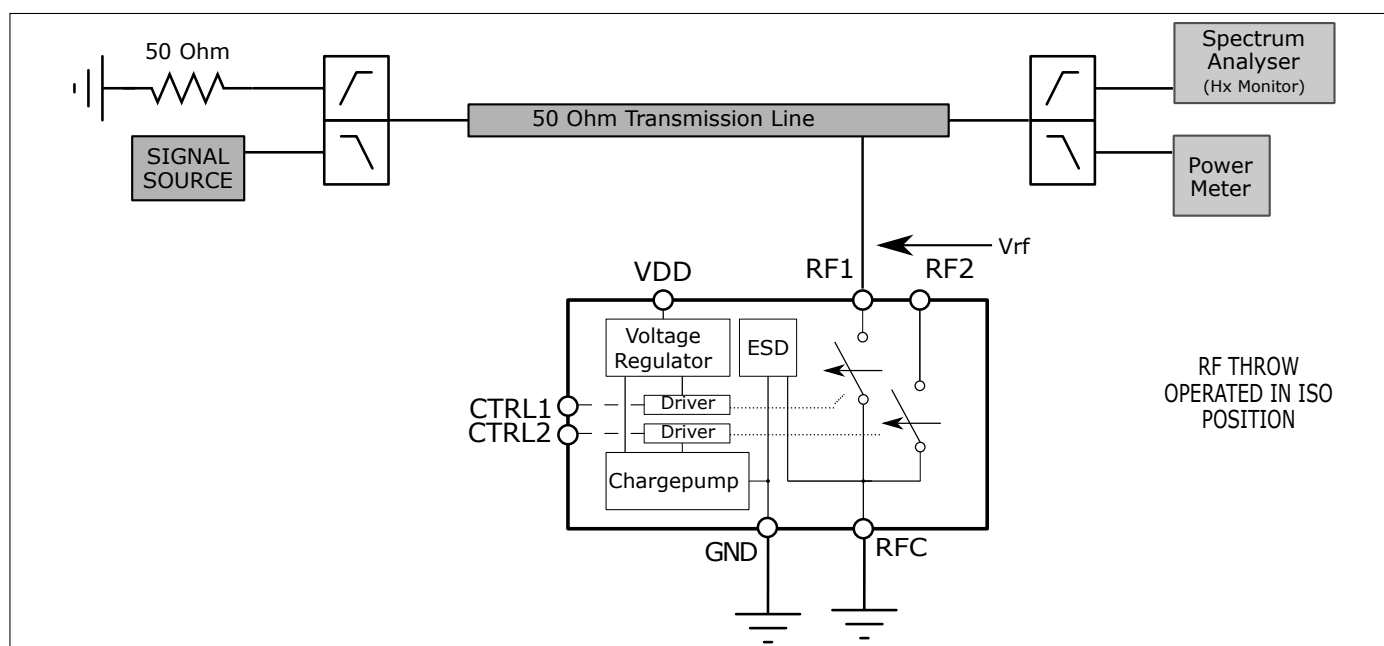 50 Ohm
SIGNAL
SOURCE
50 Ohm Transmission Line
Spectrum
Analyser
(Hx Monitor)
Power
Meter
Vrf
VDD
RF1
RF2
Voltage
Regulator
ESD
CTRL1
Driver
CTRL2
Driver
Chargepump
GND
RFC
RF THROW
OPERATED IN ISO
POSITION